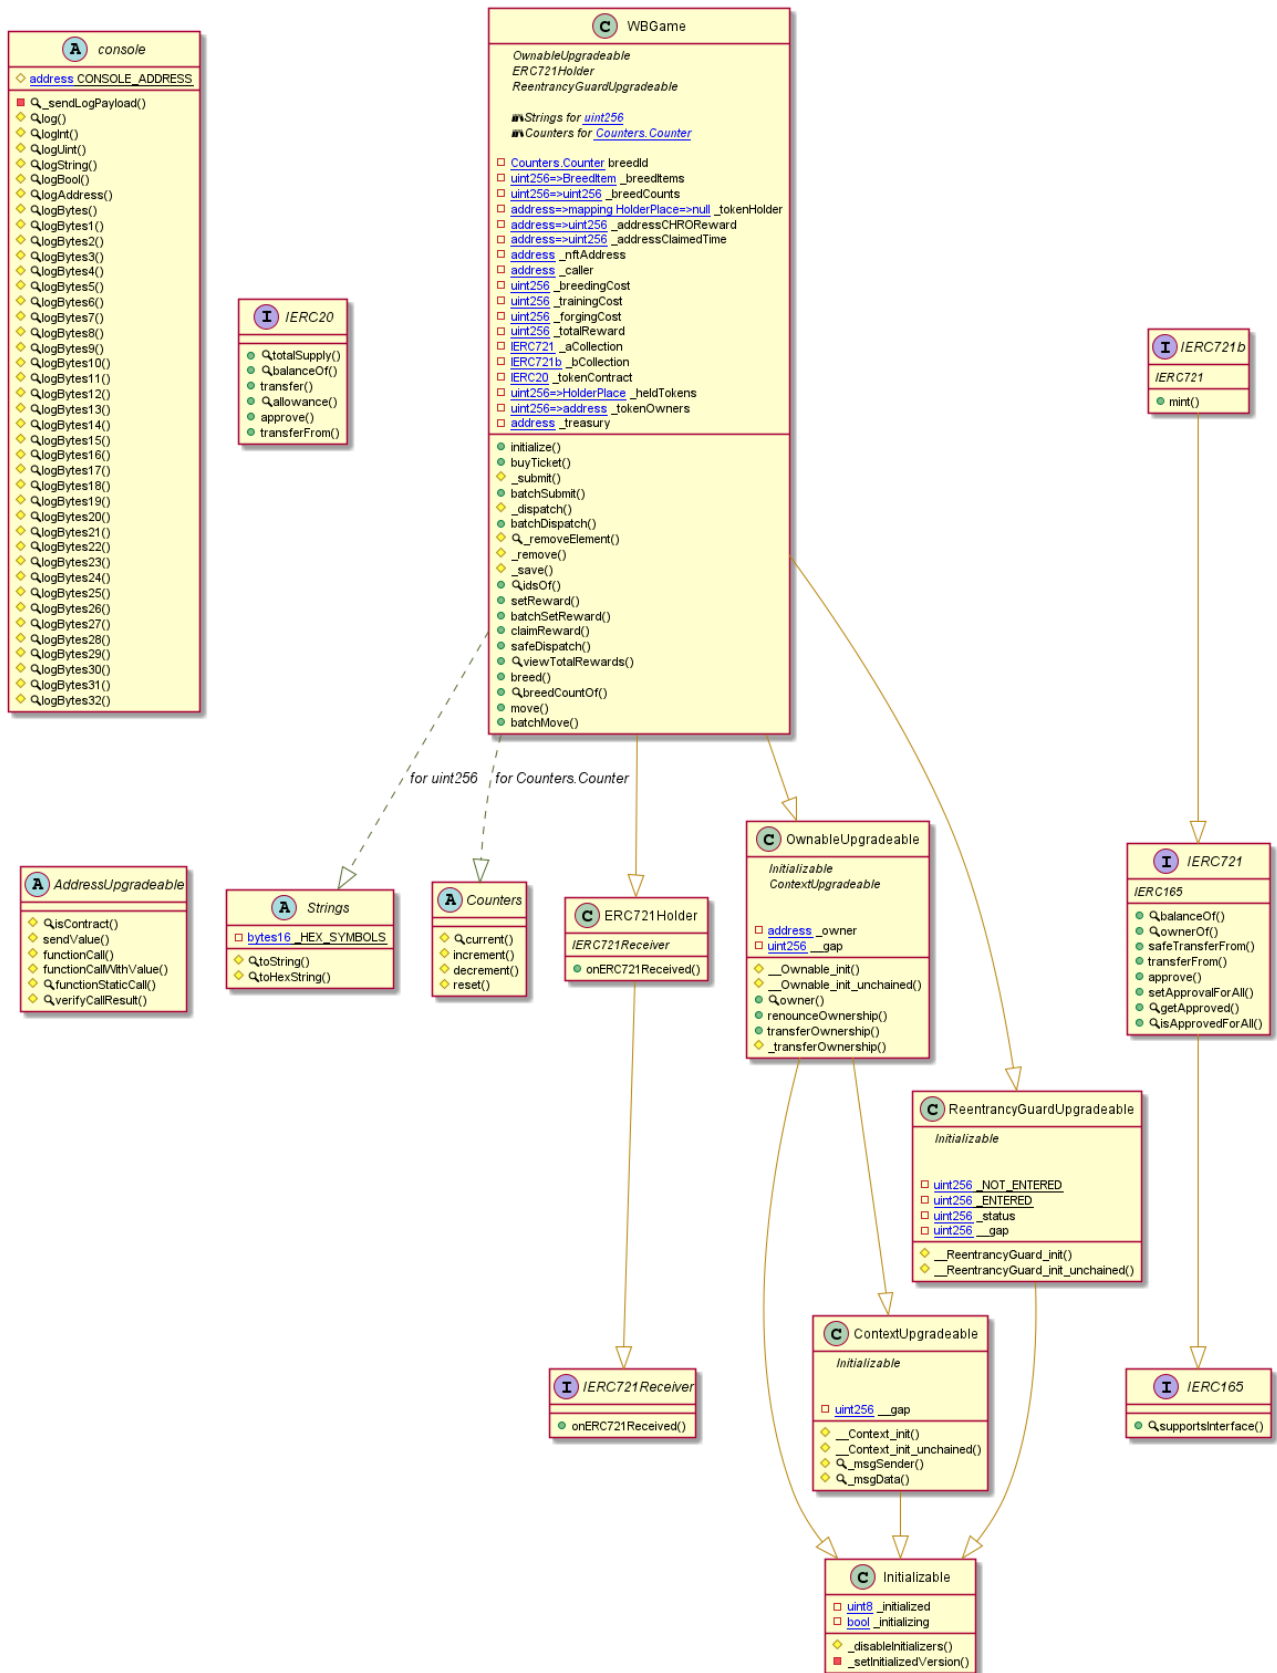 A console
address CONSOLE_ADDRESS
_sendLogPayload()
log()
logInt()
logUint()
logString()
logBool()
logAddress()
logBytes()
logBytes1()
logBytes2()
logBytes3()
logBytes4()
logBytes5()
logBytes6()
logBytes7()
logBytes8()
logBytes9()
logBytes10()
logBytes11()
logBytes12()
logBytes13()
logBytes14()
logBytes15()
logBytes16()
logBytes17()
logBytes18()
logBytes19()
logBytes20()
logBytes21()
logBytes22()
logBytes23()
logBytes24()
logBytes25()
logBytes26()
logBytes27()
logBytes28()
logBytes29()
logBytes30()
logBytes31()
logBytes32()
I IERC20
totalSupply()
balanceOf()
transfer()
allowance()
approve()
transferFrom()
C WBGame
OwnableUpgradeable
ERC721Holder
ReentrancyGuardUpgradeable
Strings for uint256
Counters for Counters.Counter
Counters.Counter breedId
uint256=>BreedItem _breedItems
uint256=>uint256 _breedCounts
address=>mapping HolderPlace=>null _tokenHolder
address=>uint256 _addressCHROReward
address=>uint256 _addressClaimedTime
address _nftAddress
address _caller
uint256 _breedingCost
uint256 _trainingCost
uint256 _forgingCost
uint256 _totalReward
IERC721 _aCollection
IERC721b _bCollection
IERC20 _tokenContract
uint256=>HolderPlace _heldTokens
uint256=>address _tokenOwners
address _treasury
initialize()
buyTicket()
_submit()
batchSubmit()
_dispatch()
batchDispatch()
_removeElement()
_remove()
_save()
idsOf()
setReward()
batchSetReward()
claimReward()
safeDispatch()
viewTotalRewards()
breed()
breedCountOf()
move()
batchMove()
I IERC721b
IERC721
mint()
for uint256
for Counters.Counter
A AddressUpgradeable
isContract()
sendValue()
functionCall()
functionCallWithValue()
functionStaticCall()
verifyCallResult()
A Strings
bytes16 _HEX_SYMBOLS
toString()
toHexString()
A Counters
current()
increment()
decrement()
reset()
C ERC721Holder
IERC721Receiver
onERC721Received()
C OwnableUpgradeable
Initializable
ContextUpgradeable
address _owner
uint256 __gap
__Ownable_init()
__Ownable_init_unchained()
owner()
renounceOwnership()
transferOwnership()
_transferOwnership()
I IERC721
IERC165
balanceOf()
ownerOf()
safeTransferFrom()
transferFrom()
approve()
setApprovalForAll()
getApproved()
isApprovedForAll()
C ReentrancyGuardUpgradeable
Initializable
uint256 _NOT_ENTERED
uint256 _ENTERED
uint256 _status
uint256 __gap
__ReentrancyGuard_init()
__ReentrancyGuard_init_unchained()
I IERC721Receiver
onERC721Received()
C ContextUpgradeable
Initializable
uint256 __gap
__Context_init()
__Context_init_unchained()
_msgSender()
_msgData()
I IERC165
supportsInterface()
C Initializable
uint8 _initialized
bool _initializing
_disableInitializers()
_setInitializedVersion()